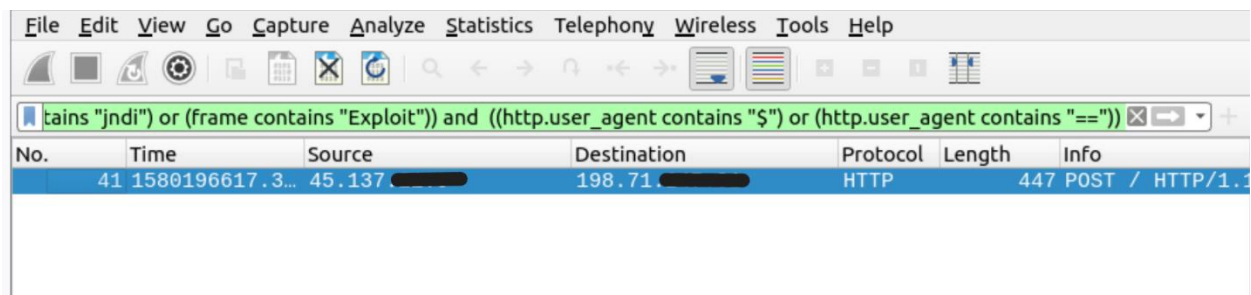 File Edit View Go Capture Analyze Statistics Telephony Wireless Tools Help
tains "jndi") or (frame contains "Exploit")) and ((http.user_agent contains "$") or (http.user_agent contains "=="))
No. Time Source Destination Protocol Length Info
41 1580196617.3… 45.137. 198.71. HTTP 447 POST / HTTP/1.1